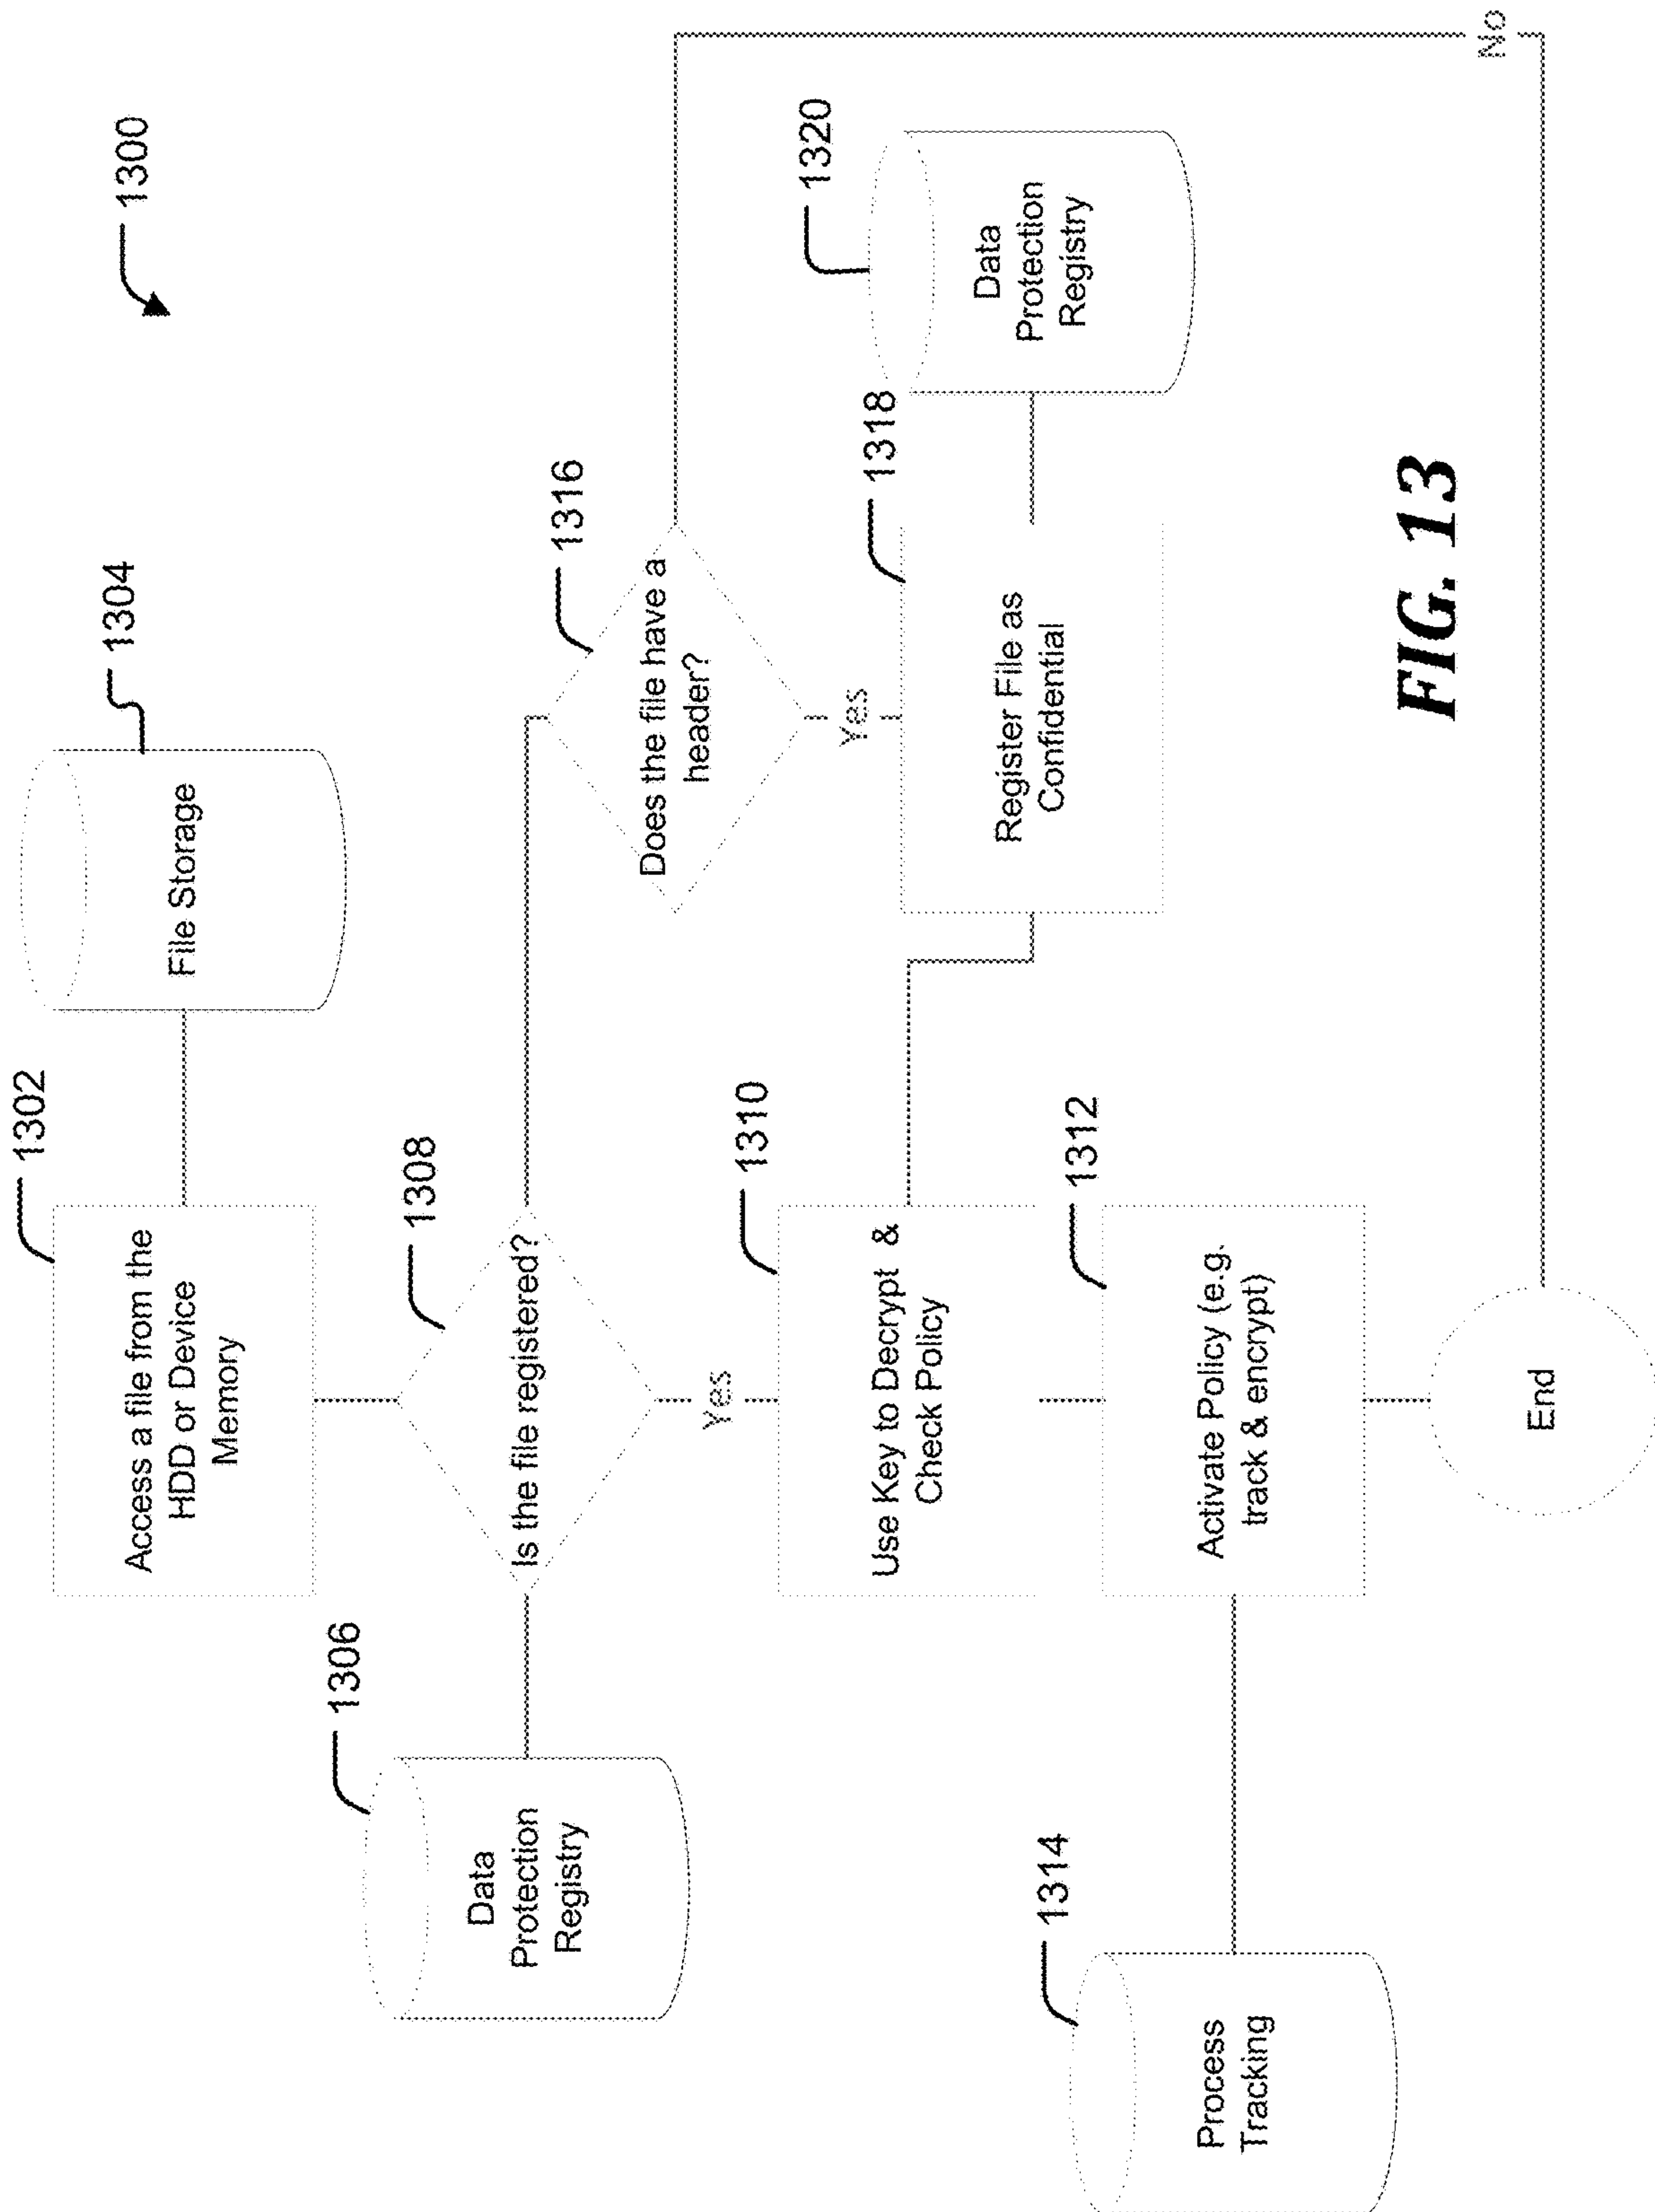 1300
1302
Access a file from the
HDD or Device
Memory
1304
File Storage
1306
Data
Protection
Registry
1308
Is the file registered?
1316
Does the file have a
header?
Yes
Yes
1310
Use Key to Decrypt &
Check Policy
1318
Register File as
Confidential
1320
Data
Protection
Registry
1314
Process
Tracking
1312
Activate Policy (e.g.
track & encrypt)
End
No
FIG. 13